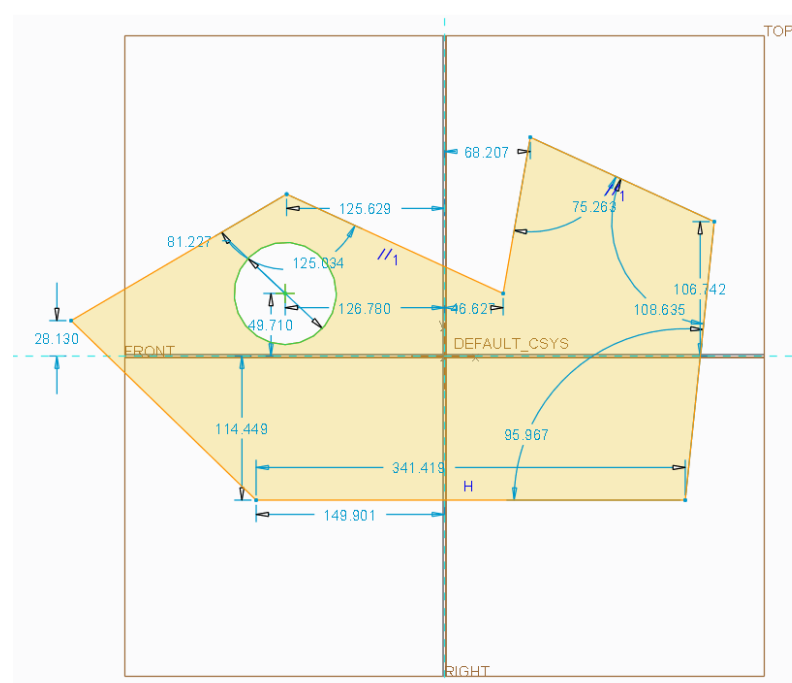 TOP
68.207
75.263
//1
125.629
81.227
125.034
//1
106.742
126.780
46.627
108.635
49.710
28.130
Y
FRONT
DEFAULT_CSYS
X
114.449
95.967
341.419
H
149.901
RIGHT